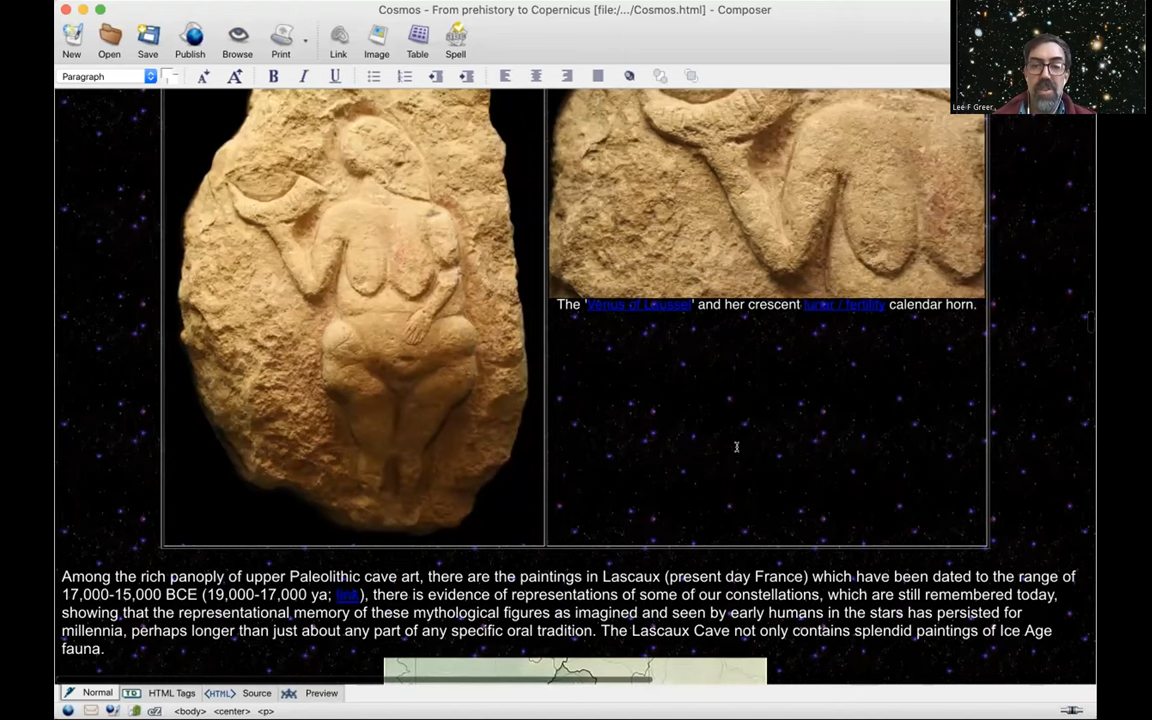 Cosmos - From prehistory to Copernicus [file:/.../Cosmos.html] - Composer
New Open Save Publish Browse Print Link Image Table Spell
Paragraph
B I U
Lee F Greer
The 'Venus of Laussel' and her crescent lunar / fertility calendar horn.
Among the rich panoply of upper Paleolithic cave art, there are the paintings in Lascaux (present day France) which have been dated to the range of
17,000-15,000 BCE (19,000-17,000 ya; link), there is evidence of representations of some of our constellations, which are still remembered today,
showing that the representational memory of these mythological figures as imagined and seen by early humans in the stars has persisted for
millennia, perhaps longer than just about any part of any specific oral tradition. The Lascaux Cave not only contains splendid paintings of Ice Age
fauna.
Normal TD HTML Tags <HTML> Source Preview
<body> <center> <p>